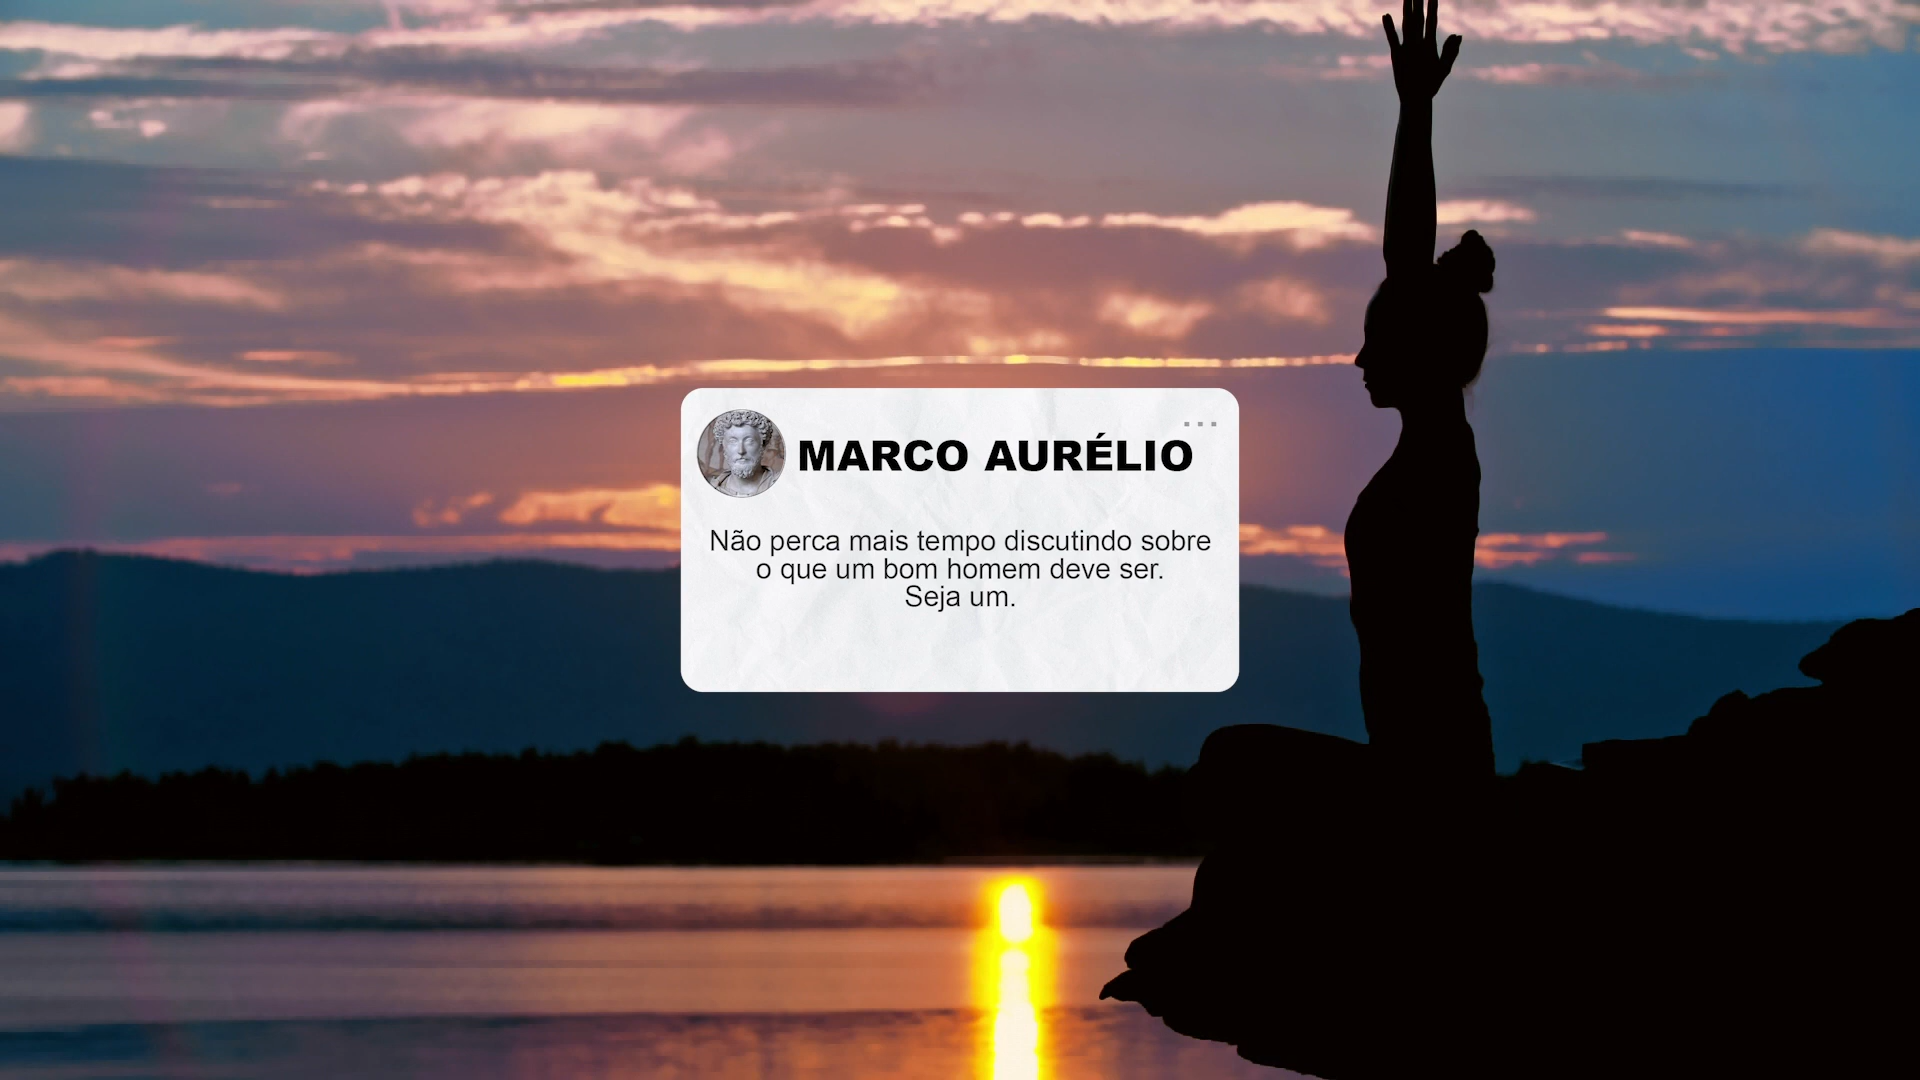 MARCO AURÉLIO
Não perca mais tempo discutindo sobre
o que um bom homem deve ser.
Seja um.